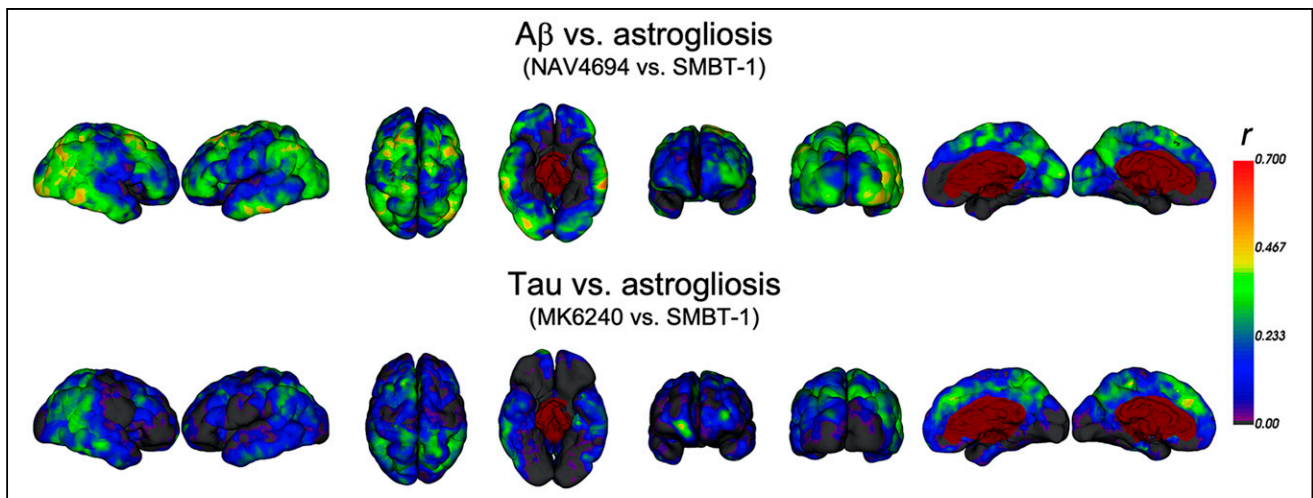 Aβ vs. astrogliosis
(NAV4694 vs. SMBT-1)
r
0.700
0.467
0.233
0.00
Tau vs. astrogliosis
(MK6240 vs. SMBT-1)